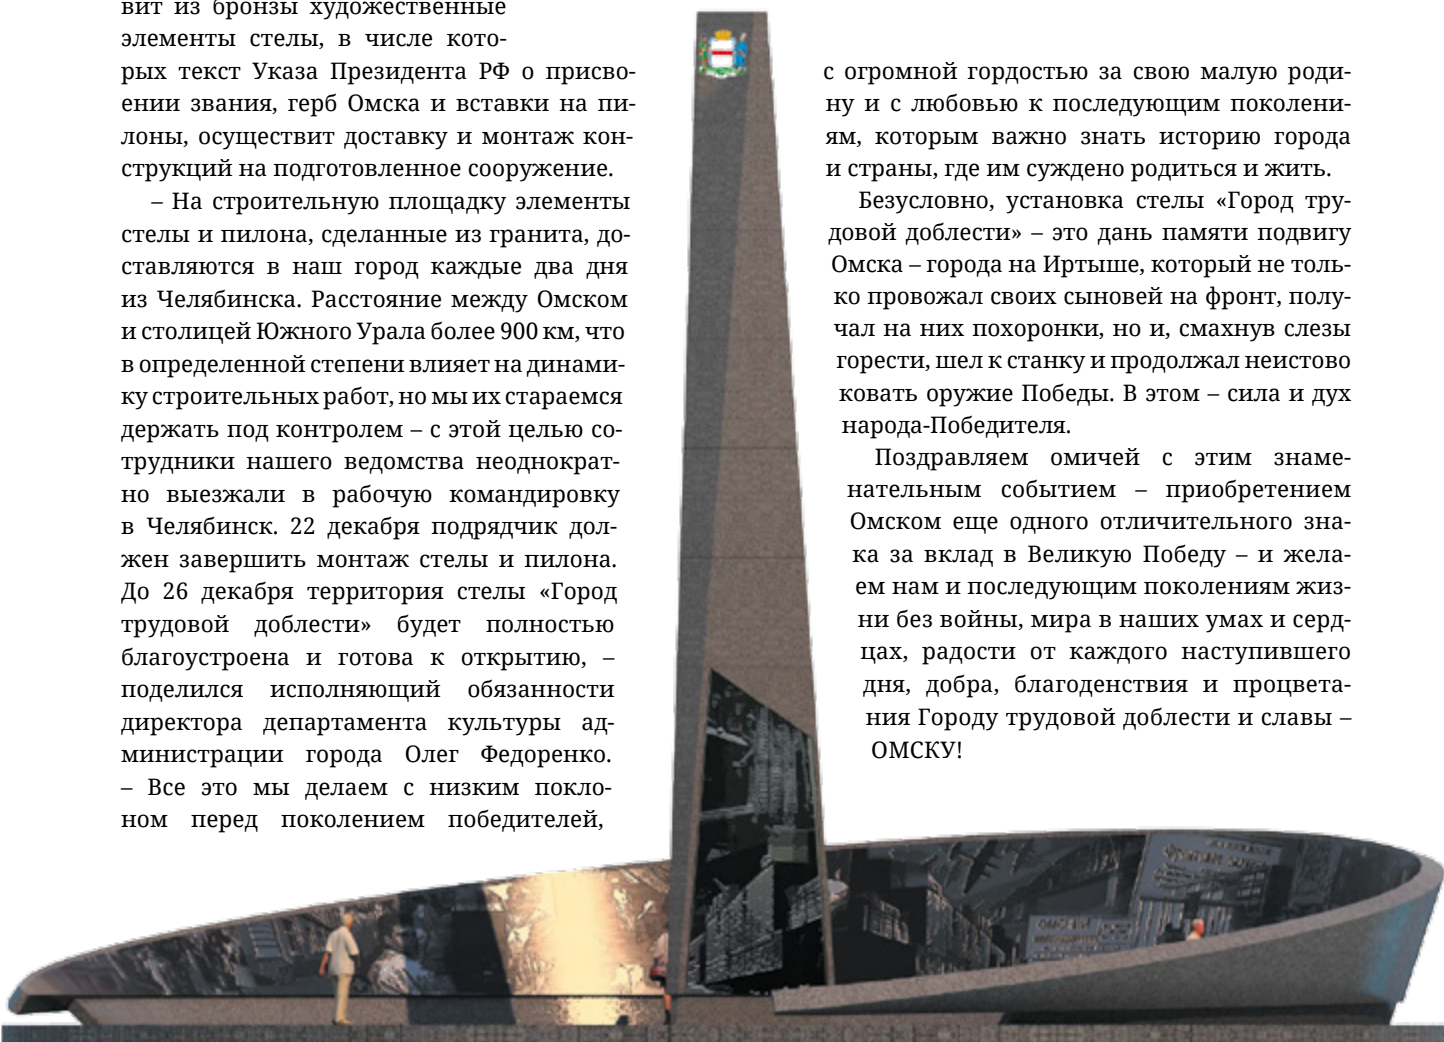 вит из бронзы художественные
элементы стелы, в числе кото-
рых текст Указа Президента РФ о присво-
ении звания, герб Омска и вставки на пи-
лоны, осуществит доставку и монтаж кон-
струкций на подготовленное сооружение.
– На строительную площадку элементы
стелы и пилона, сделанные из гранита, до-
ставляются в наш город каждые два дня
из Челябинска. Расстояние между Омском
и столицей Южного Урала более 900 км, что
в определенной степени влияет на динами-
ку строительных работ, но мы их стараемся
держать под контролем – с этой целью со-
трудники нашего ведомства неоднократ-
но выезжали в рабочую командировку
в Челябинск. 22 декабря подрядчик дол-
жен завершить монтаж стелы и пилона.
До 26 декабря территория стелы «Город
трудовой доблести» будет полностью
благоустроена и готова к открытию, –
поделился исполняющий обязанности
директора департамента культуры ад-
министрации города Олег Федоренко.
– Все это мы делаем с низким покло-
ном перед поколением победителей,
с огромной гордостью за свою малую роди-
ну и с любовью к последующим поколени-
ям, которым важно знать историю города
и страны, где им суждено родиться и жить.
Безусловно, установка стелы «Город тру-
довой доблести» – это дань памяти подвигу
Омска – города на Иртыше, который не толь-
ко провожал своих сыновей на фронт, полу-
чал на них похоронки, но и, смахнув слезы
горести, шел к станку и продолжал неистово
ковать оружие Победы. В этом – сила и дух
народа-Победителя.
Поздравляем омичей с этим знаме-
нательным событием – приобретением
Омском еще одного отличительного зна-
ка за вклад в Великую Победу – и жела-
ем нам и последующим поколениям жиз-
ни без войны, мира в наших умах и серд-
цах, радости от каждого наступившего
дня, добра, благоденствия и процвета-
ния Городу трудовой доблести и славы –
ОМСКУ!